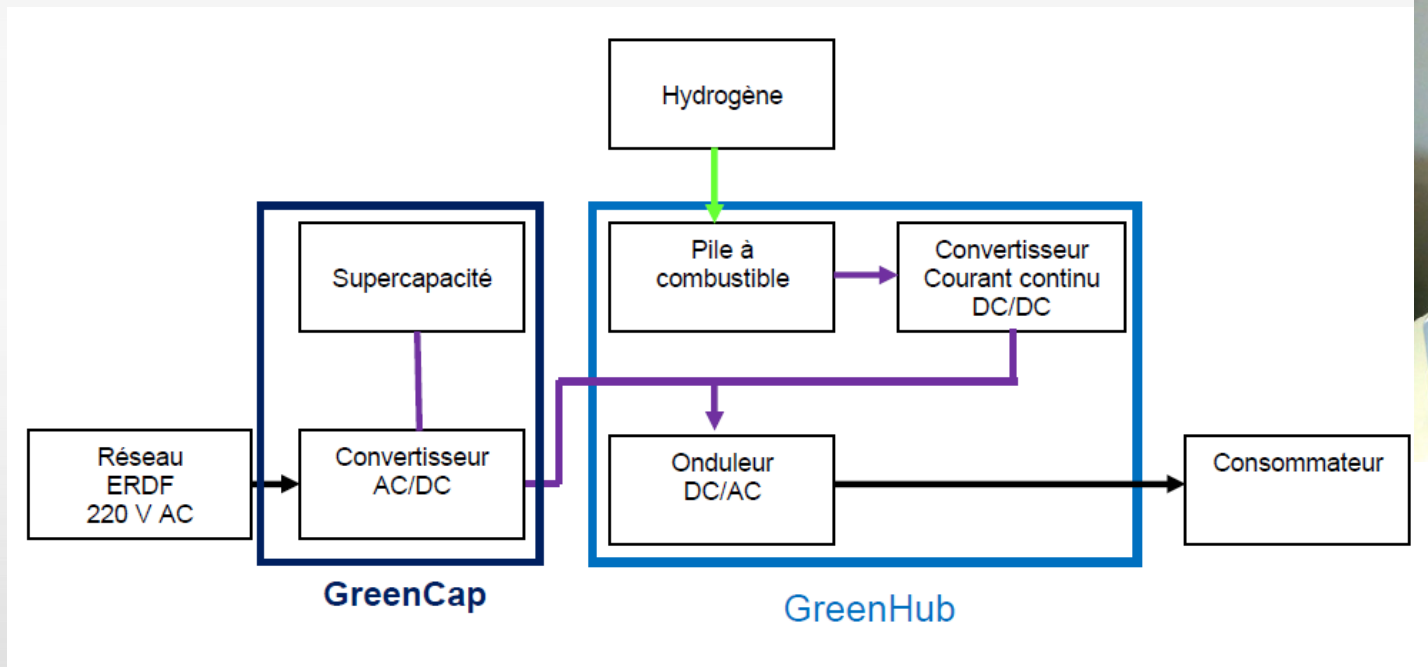 Hydrogène
Supercapacité
Pile à
combustible
Convertisseur
Courant continu
DC/DC
Réseau
ERDF
220 V AC
Convertisseur
AC/DC
Onduleur
DC/AC
Consommateur
GreenCap
GreenHub